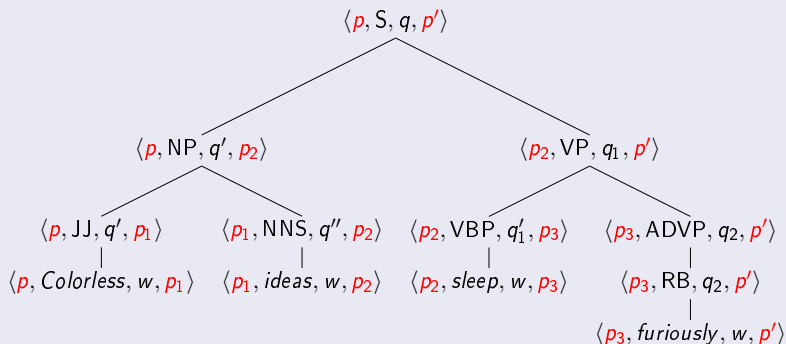 ⟨p, S, q, p′⟩
⟨p, NP, q′, p₂⟩ ⟨p₂, VP, q₁, p′⟩
⟨p, JJ, q′, p₁⟩ ⟨p₁, NNS, q′′, p₂⟩ ⟨p₂, VBP, q′₁, p₃⟩ ⟨p₃, ADVP, q₂, p′⟩
⟨p, Colorless, w, p₁⟩ ⟨p₁, ideas, w, p₂⟩ ⟨p₂, sleep, w, p₃⟩ ⟨p₃, RB, q₂, p′⟩
⟨p₃, furiously, w, p′⟩